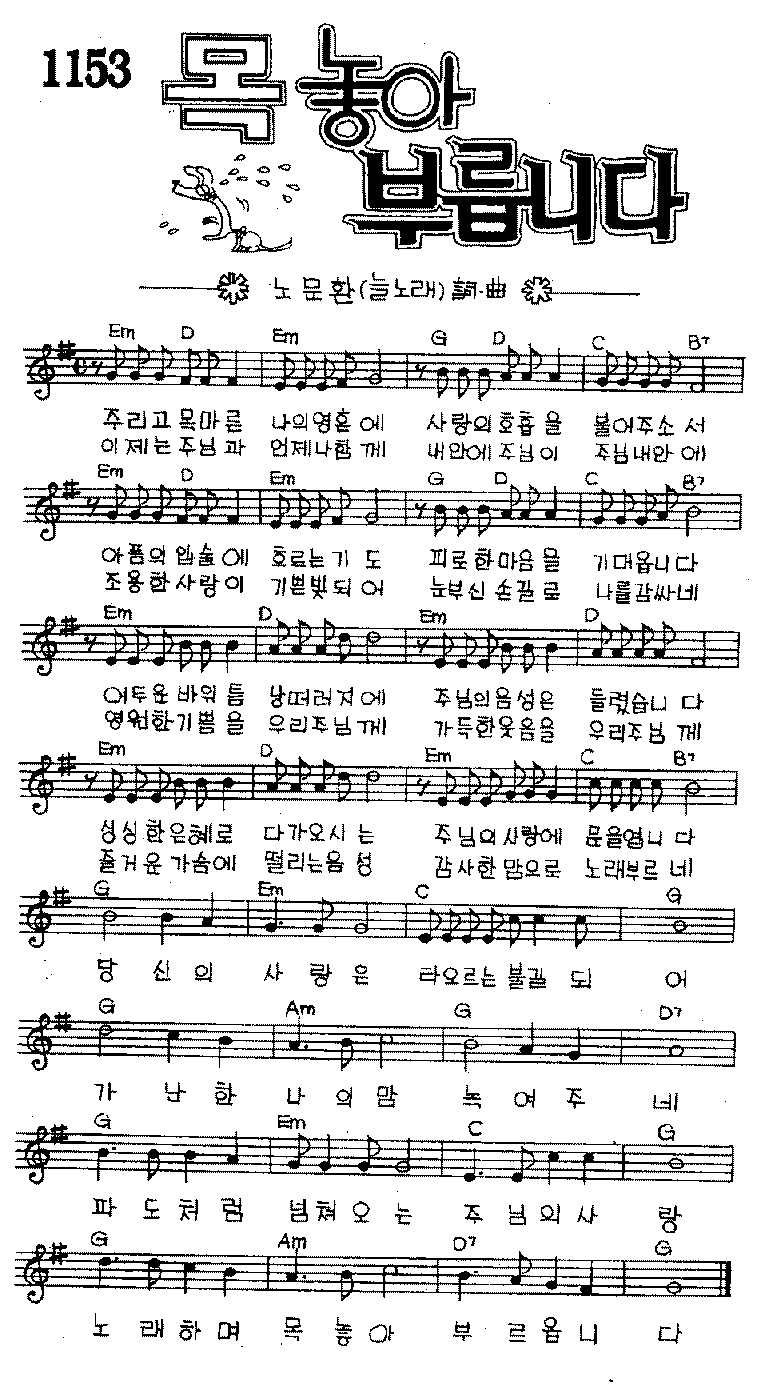 1153
목 놓아
부릅니다
노문환(늘노래) 詞·曲
Em D Em G D C B7
주리고 목마른 나의영혼에 사랑의호흡을 불어주소서
이제는주님과 언제나함께 내안에주님이 주님내안에
Em D Em G D C B7
아픔의입술에 흐르는기도 피로한마음을 기대옵니다
조용한사랑이 기쁜빛되어 눈부신손길로 나를감싸네
Em D Em D
어두운바위틈 낭떠러지에 주님의음성은 들렸습니다
영원한기쁨을 우리주님께 가득한웃음을 우리주님께
Em D Em C B7
싱싱한은혜로 다가오시는 주님의사랑에 문을엽니다
즐거운가슴에 떨리는음성 감사한맘으로 노래부르네
G Em C G
당신의 사랑은 타오르는불길되어
G Am G D7
가난한 나의맘 녹여주네
G Em C G
파도처럼 넘쳐오는 주님의사랑
G Am D7 G
노래하며 목놓아 부르옵니다